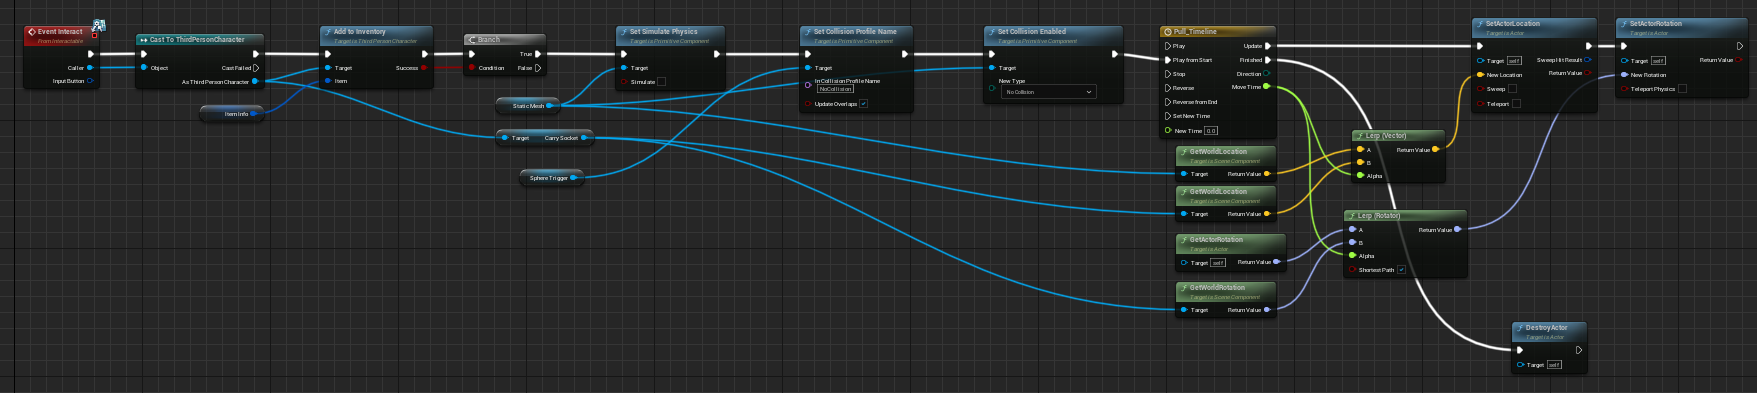 Event Interact
From Interactable
Caller
Input Button
Cast To ThirdPersonCharacter
Object
Cast Failed
As Third Person Character
Item Info
Add to Inventory
Target is Third Person Character
Target
Success
Item
Branch
True
Condition
False
Static Mesh
Target
Carry Socket
Sphere Trigger
Set Simulate Physics
Target is Primitive Component
Target
Simulate
Set Collision Profile Name
Target is Primitive Component
Target
In Collision Profile Name
NoCollision
Update Overlaps
Set Collision Enabled
Target is Primitive Component
Target
New Type
No Collision
Pull_Timeline
Play
Update
Play from Start
Finished
Stop
Direction
Reverse
Move Time
Reverse from End
Set New Time
New Time 0.0
GetWorldLocation
Target is Scene Component
Target
Return Value
GetWorldLocation
Target is Scene Component
Target
Return Value
GetActorRotation
Target is Actor
Target self
Return Value
GetWorldRotation
Target is Scene Component
Target
Return Value
Lerp (Vector)
A
Return Value
B
Alpha
Lerp (Rotator)
A
Return Value
B
Alpha
Shortest Path
SetActorLocation
Target is Actor
Target self
Sweep Hit Result
New Location
Return Value
Sweep
Teleport
SetActorRotation
Target is Actor
Target self
Return Value
New Rotation
Teleport Physics
DestroyActor
Target is Actor
Target self